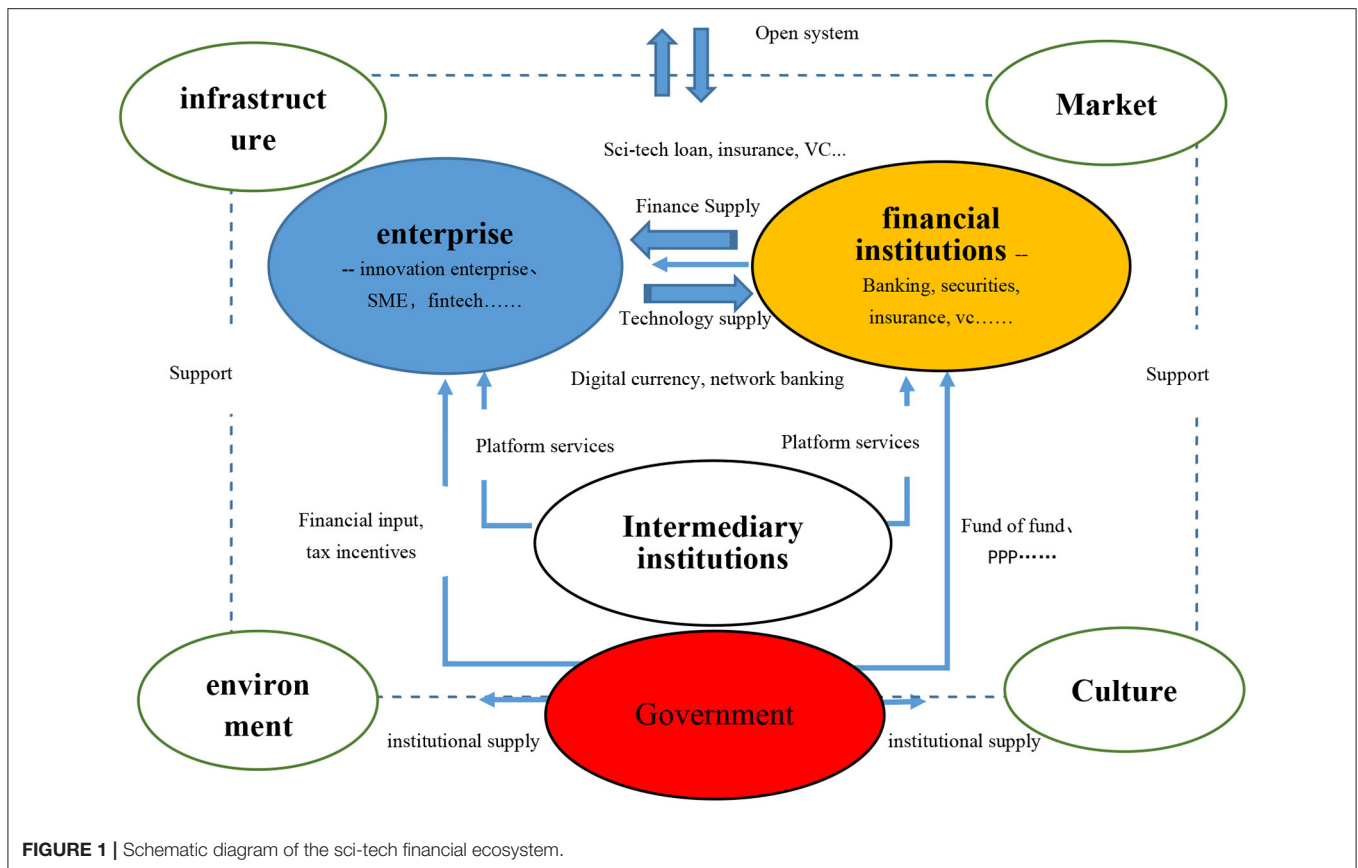 Open system
infrastruct
ure
Market
Sci-tech loan, insurance, VC...
Finance Supply
enterprise
-- innovation enterprise、
SME，fintech……
financial
institutions --
Banking, securities,
insurance, vc……
Technology supply
Support
Digital currency, network banking
Support
Platform services
Platform services
Financial input,
tax incentives
Intermediary
institutions
Fund of fund、
PPP……
environ
ment
Government
Culture
institutional supply
institutional supply
FIGURE 1 | Schematic diagram of the sci-tech financial ecosystem.